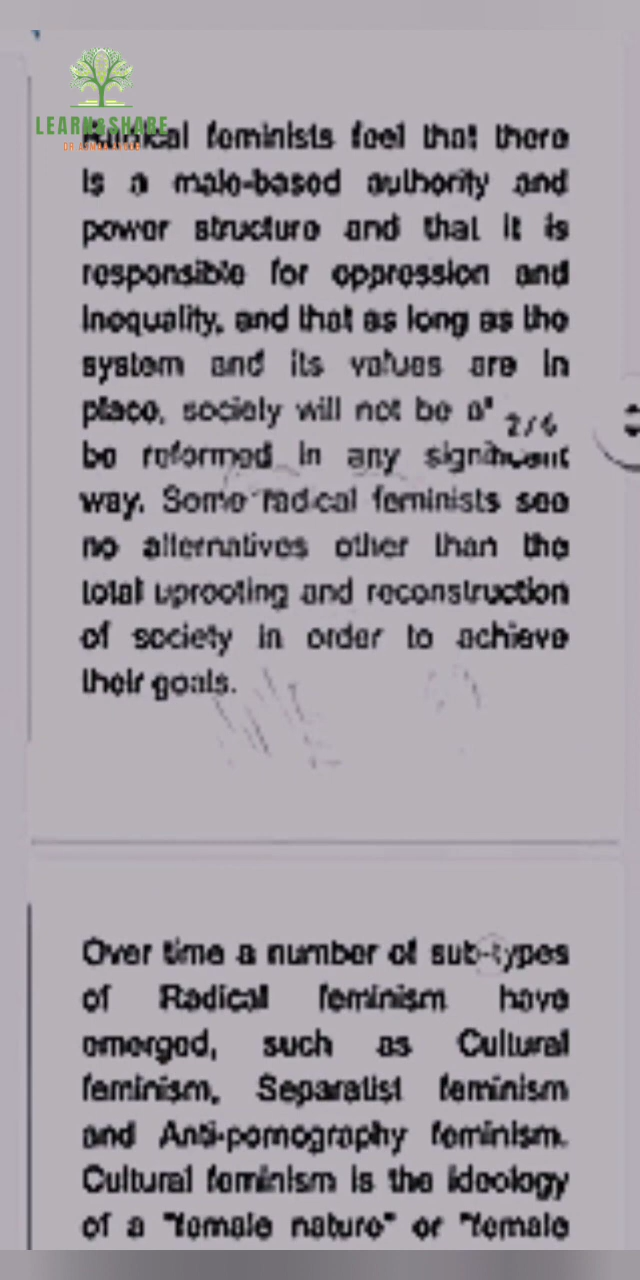 LEARN&SHARE
Radical feminists feel that there
is a male-based authority and
power structure and that it is
responsible for oppression and
inequality, and that as long as the
system and its values are in
place, society will not be
2/6
be reformed in any significant
way. Some radical feminists see
no alternatives other than the
total uprooting and reconstruction
of society in order to achieve
their goals.
Over time a number of sub-types
of Radical feminism have
emerged, such as Cultural
feminism, Separatist feminism
and Anti-pornography feminism.
Cultural feminism is the ideology
of a "female nature" or "female